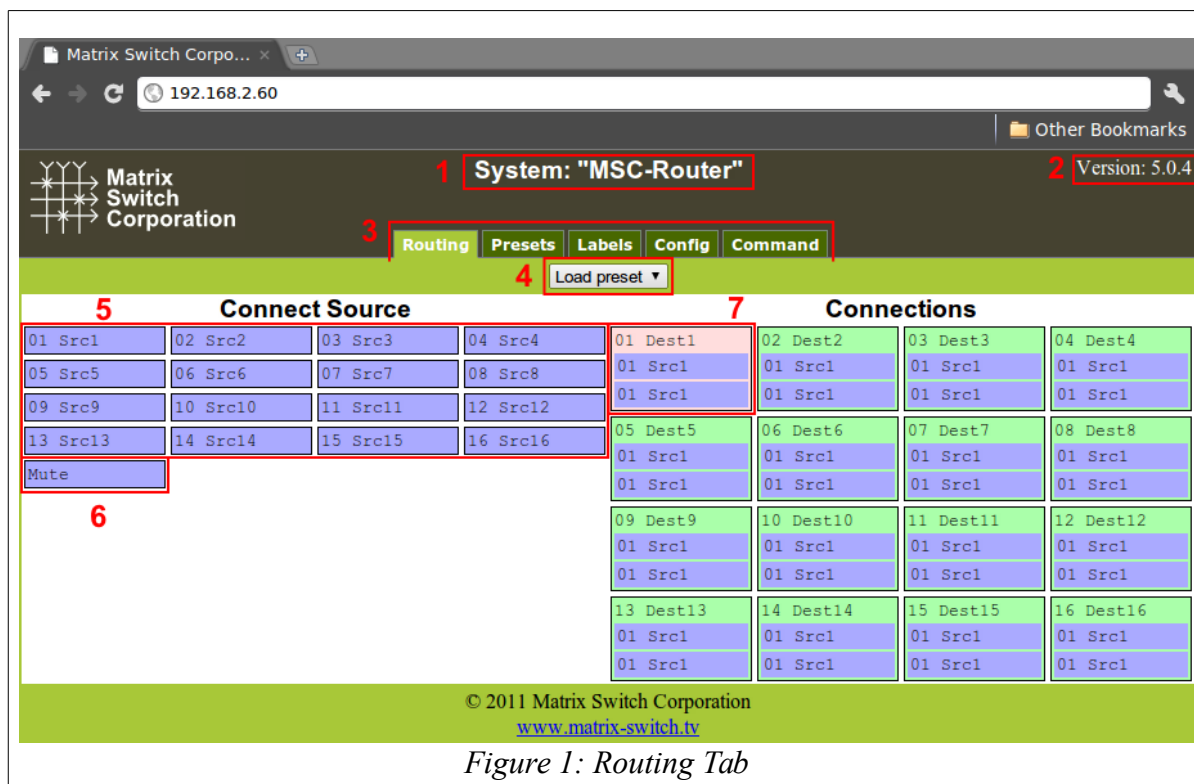 Matrix Switch Corpo... ×
192.168.2.60
Other Bookmarks
Matrix
Switch
Corporation
1 System: "MSC-Router"
2 Version: 5.0.4
3 Routing Presets Labels Config Command
4 Load preset ▼
5 Connect Source
7 Connections
01 Src1 02 Src2 03 Src3 04 Src4
05 Src5 06 Src6 07 Src7 08 Src8
09 Src9 10 Src10 11 Src11 12 Src12
13 Src13 14 Src14 15 Src15 16 Src16
Mute
6
01 Dest1 02 Dest2 03 Dest3 04 Dest4
01 Src1 01 Src1 01 Src1 01 Src1
01 Src1 01 Src1 01 Src1 01 Src1
05 Dest5 06 Dest6 07 Dest7 08 Dest8
01 Src1 01 Src1 01 Src1 01 Src1
01 Src1 01 Src1 01 Src1 01 Src1
09 Dest9 10 Dest10 11 Dest11 12 Dest12
01 Src1 01 Src1 01 Src1 01 Src1
01 Src1 01 Src1 01 Src1 01 Src1
13 Dest13 14 Dest14 15 Dest15 16 Dest16
01 Src1 01 Src1 01 Src1 01 Src1
01 Src1 01 Src1 01 Src1 01 Src1
© 2011 Matrix Switch Corporation
www.matrix-switch.tv
Figure 1: Routing Tab